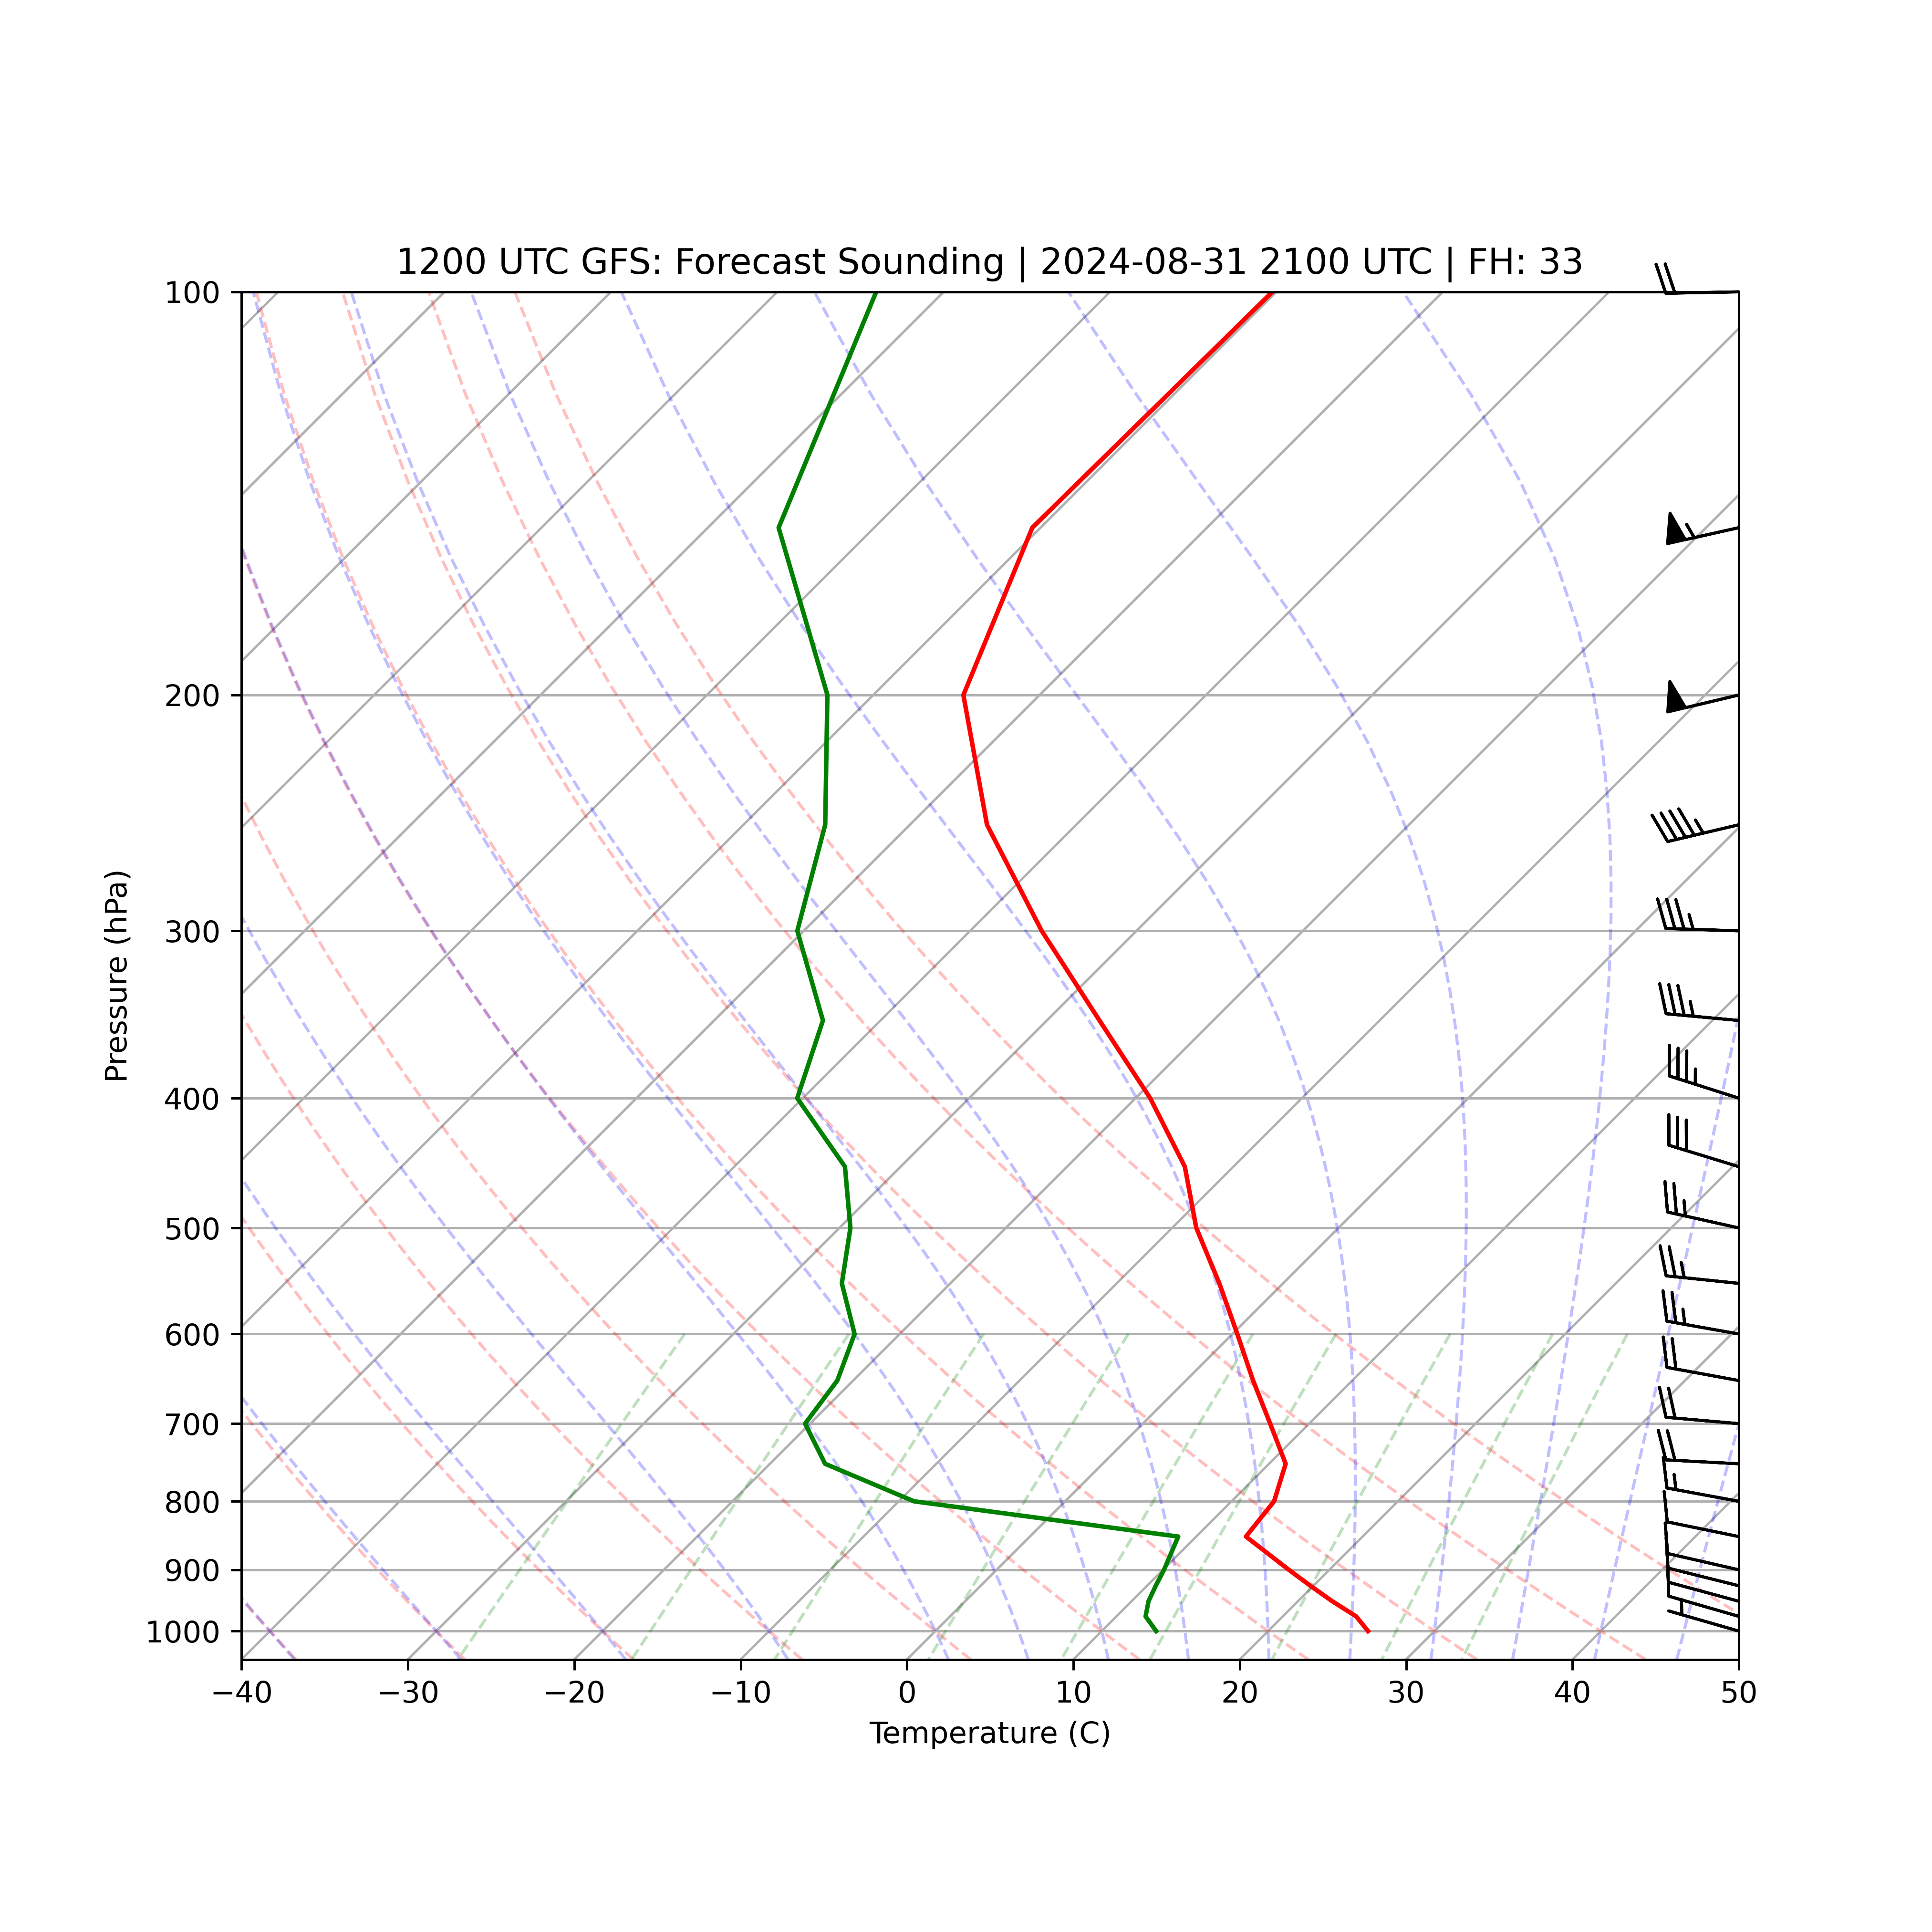 1200 UTC GFS: Forecast Sounding | 2024-08-31 2100 UTC | FH: 33
100
200
300
400
500
600
700
800
900
1000
Pressure (hPa)
−40 −30 −20 −10 0 10 20 30 40 50
Temperature (C)